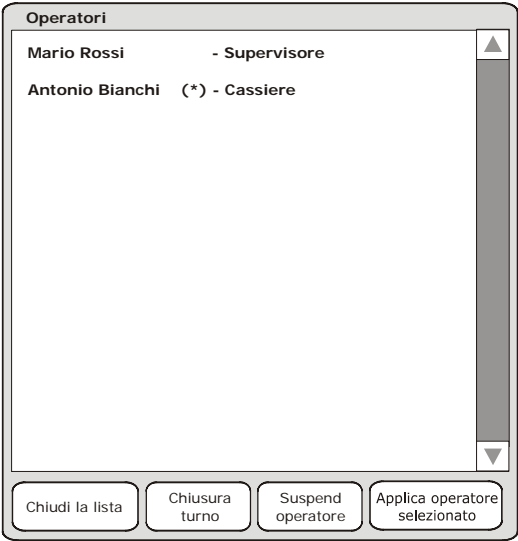 Operatori
Mario Rossi - Supervisore
Antonio Bianchi (*) - Cassiere
Chiudi la lista
Chiusura
turno
Suspend
operatore
Applica operatore
selezionato